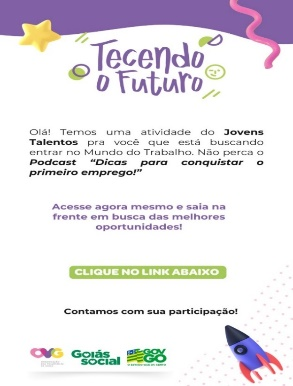 Tecendo
o Futuro
Olá! Temos uma atividade do Jovens
Talentos pra você que está buscando
entrar no Mundo do Trabalho. Não perca o
Podcast “Dicas para conquistar o
primeiro emprego!”
Acesse agora mesmo e saia na
frente em busca das melhores
oportunidades!
CLIQUE NO LINK ABAIXO
Contamos com sua participação!
OVG
GOIÁS
Social
GOV
GO